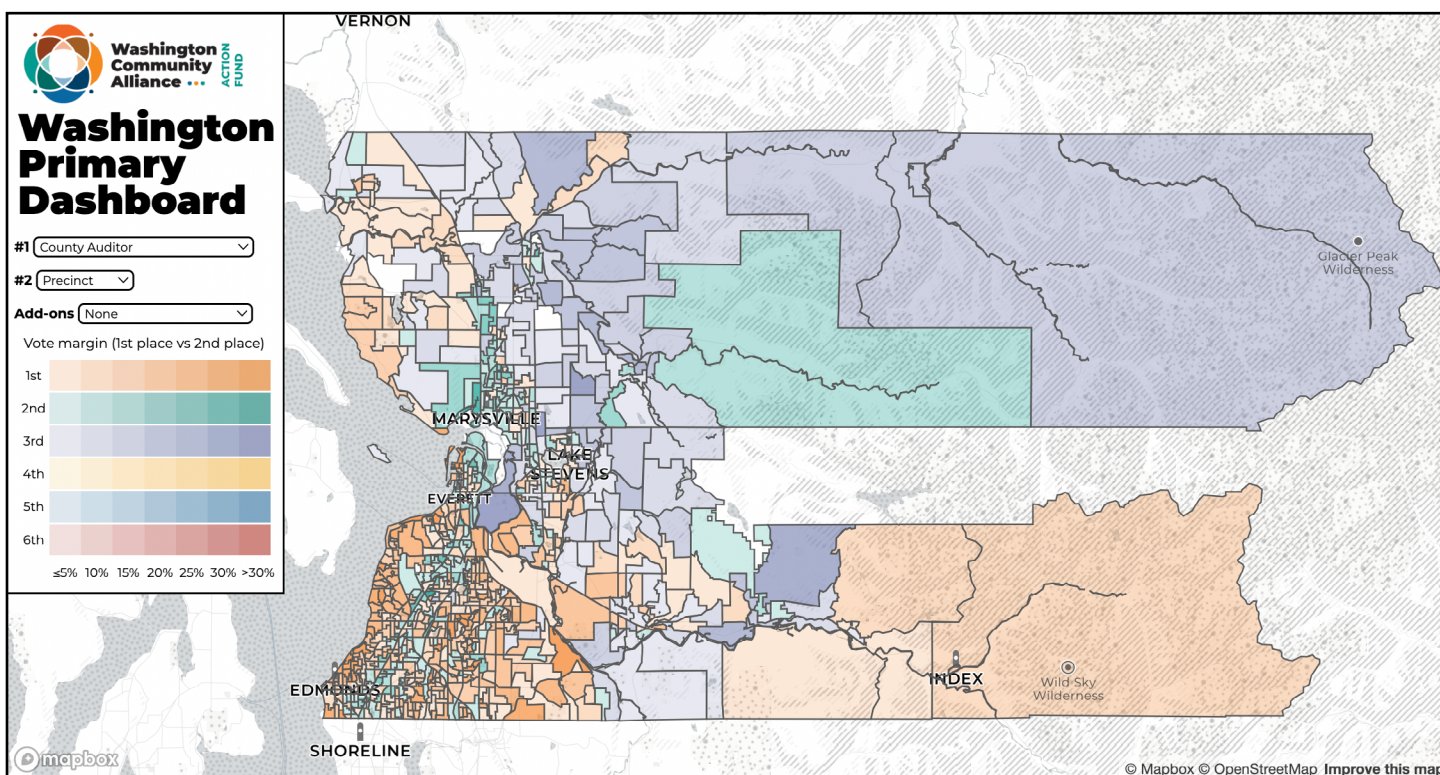 VERNON
Washington
Community
Alliance
ACTION
FUND
Washington
Primary
Dashboard
#1 County Auditor
#2 Precinct
Add-ons None
Vote margin (1st place vs 2nd place)
1st
2nd
3rd
4th
5th
6th
≤5% 10% 15% 20% 25% 30% >30%
Glacier Peak
Wilderness
MARYSVILLE
LAKE
STEVENS
EVERETT
EDMONDS
INDEX
Wild Sky
Wilderness
SHORELINE
mapbox
© Mapbox © OpenStreetMap Improve this map